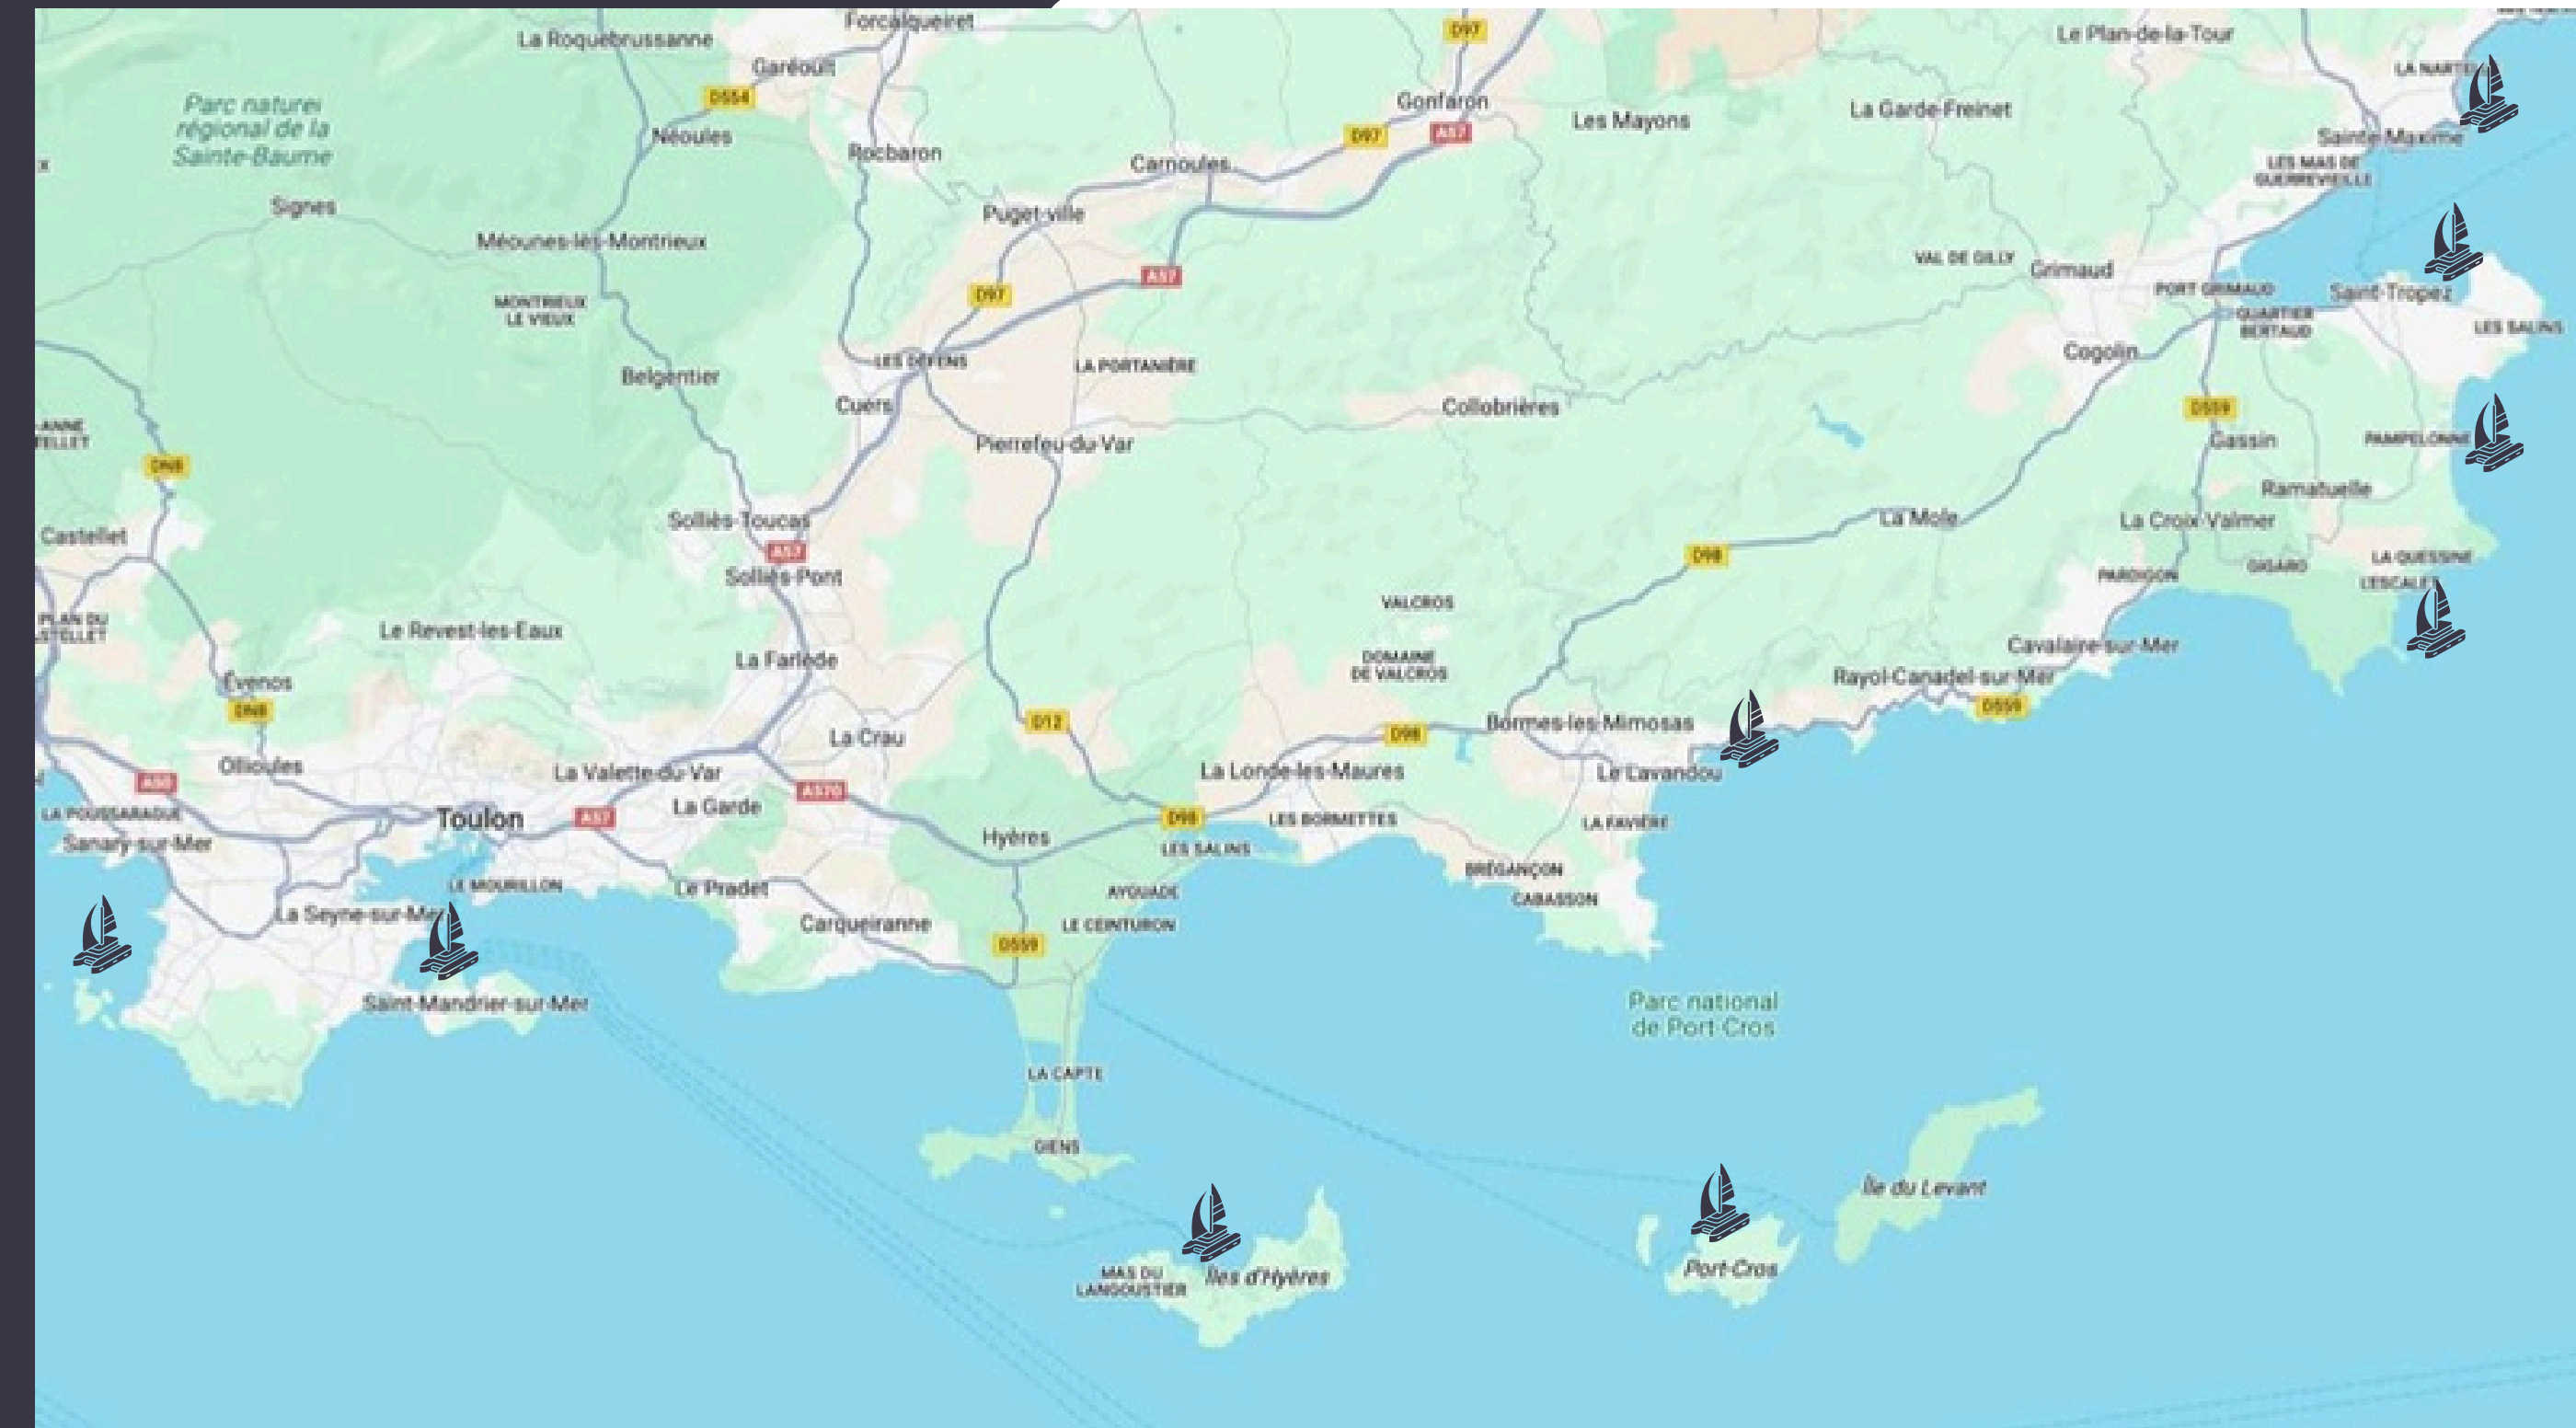 Forcalqueiret
La Roquebrussanne
Le Plan-de-la-Tour
D97
Garéoult
D554
Parc naturel
régional de la
Sainte-Baume
Néoules
Gonfaron
A57
D97
Les Mayons
La Garde-Freinet
Sainte-Maxime
Rocbaron
Carnoules
LES MAS DE
GUERREVIEILLE
Signes
Puget-ville
Méounes-lès-Montrieux
VAL DE GILLY
Grimaud
A57
D97
PORT GRIMAUD
Saint-Tropez
MONTRIEUX
LE VIEUX
QUARTIER
BERTAUD
LES SALINS
Cogolin
LES DÉFENS
LA PORTANIÈRE
Belgentier
Cuers
Collobrières
D559
Pierrefeu-du-Var
Gassin
PAMPELONNE
DN8
Ramatuelle
Solliès-Toucas
La Mole
La Croix-Valmer
Castellet
A57
D98
LA QUESSINE
GIGARO
PARDIGON
Solliès-Pont
VALCROS
PLAN DU
Le Revest-les-Eaux
Cavalaire-sur-Mer
La Farlède
DOMAINE
DE VALCROS
Rayol-Canadel-sur-Mer
Évenos
DN8
D559
D12
Bormes-les-Mimosas
D98
La Crau
Ollioules
La Valette-du-Var
La Londe-les-Maures
Le Lavandou
A50
A570
La Garde
LA POUSSARAQUE
Toulon
A57
D98
LES BORMETTES
LA FAVIÈRE
Sanary-sur-Mer
Hyères
LES SALINS
BRÉGANÇON
LE MOURILLON
Le Pradet
AYGUADE
CABASSON
La Seyne-sur-Mer
Carqueiranne
LE CEINTURON
D559
Saint-Mandrier-sur-Mer
Parc national
de Port-Cros
LA CAPTE
GIENS
Île du Levant
MAS DU
LANGOUSTIER
Îles d'Hyères
Port-Cros